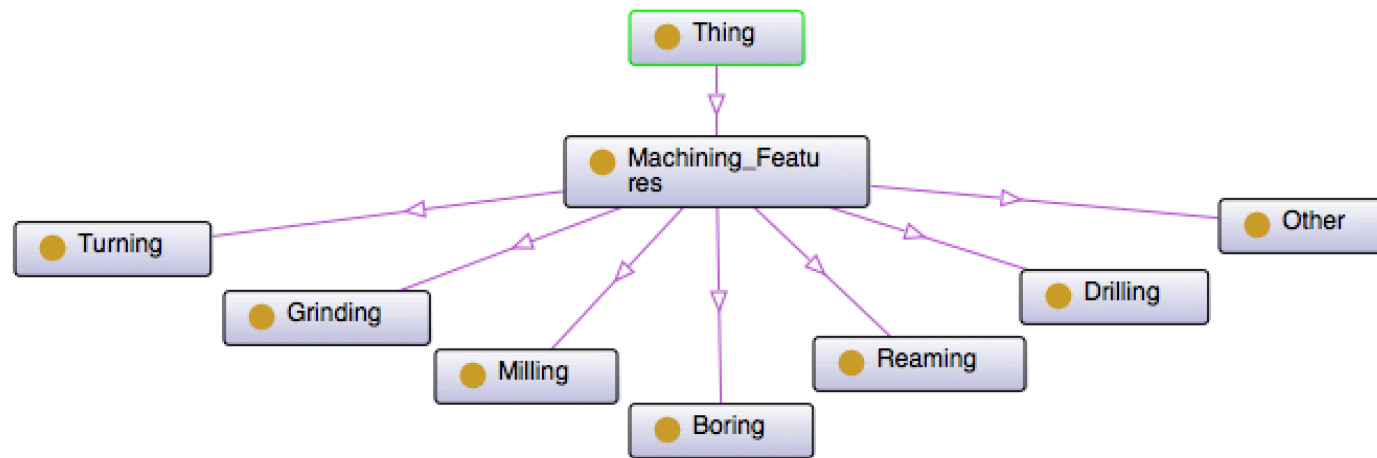 Thing
Machining_Featu
res
Turning
Other
Grinding
Drilling
Milling
Reaming
Boring